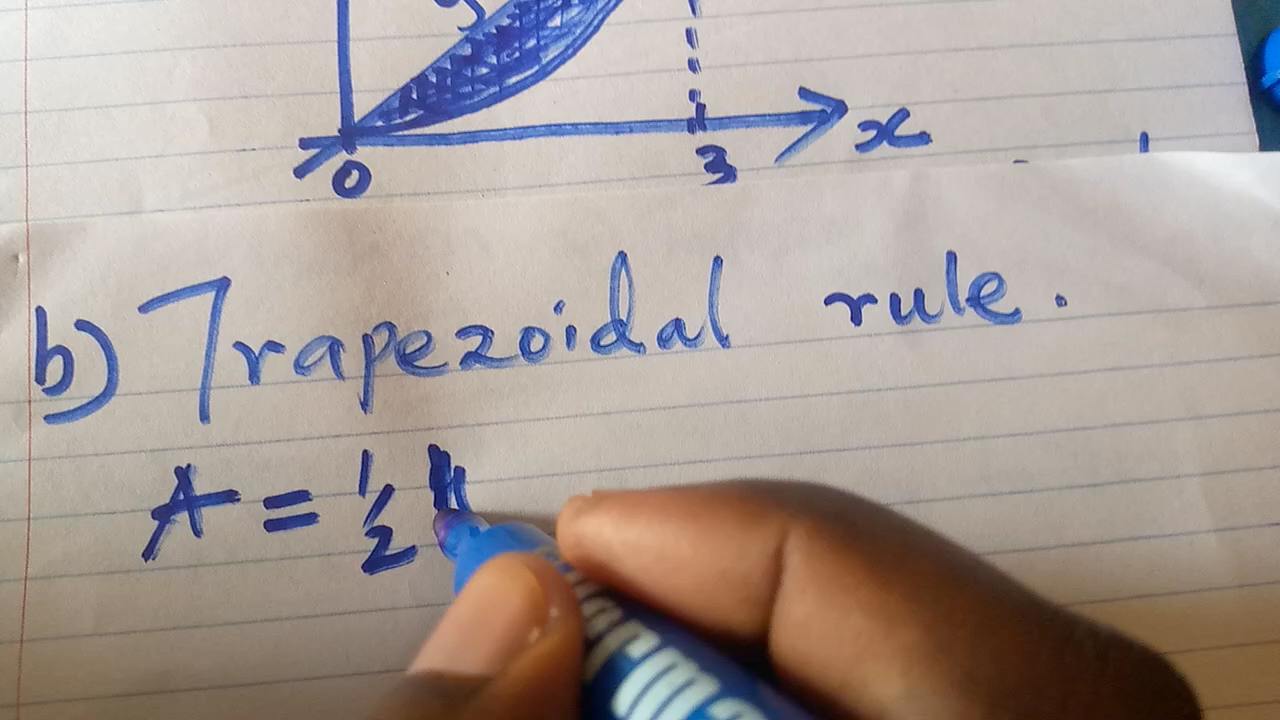 x
0 3
b) Trapezoidal rule.
A = 1/2 h